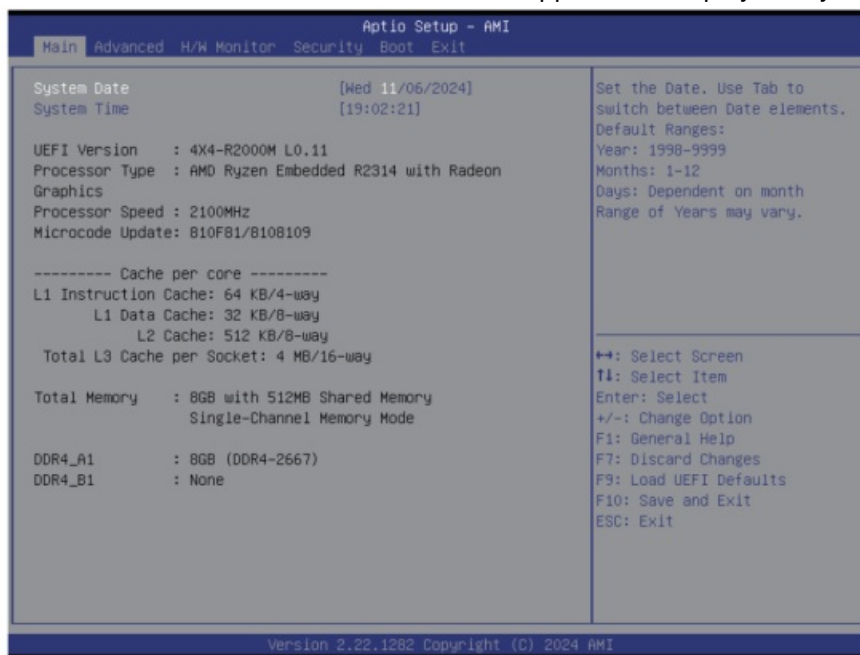 Aptio Setup - AMI
Main Advanced H/W Monitor Security Boot Exit
System Date [Wed 11/06/2024]
System Time [19:02:21]
UEFI Version : 4X4-R2000M L0.11
Processor Type : AMD Ryzen Embedded R2314 with Radeon
Graphics
Processor Speed : 2100MHz
Microcode Update: 810F81/8108109
--------- Cache per core ---------
L1 Instruction Cache: 64 KB/4-way
L1 Data Cache: 32 KB/8-way
L2 Cache: 512 KB/8-way
Total L3 Cache per Socket: 4 MB/16-way
Total Memory : 8GB with 512MB Shared Memory
Single-Channel Memory Mode
DDR4_A1 : 8GB (DDR4-2667)
DDR4_B1 : None
Set the Date. Use Tab to
switch between Date elements.
Default Ranges:
Year: 1998-9999
Months: 1-12
Days: Dependent on month
Range of Years may vary.
↔: Select Screen
↑↓: Select Item
Enter: Select
+/-: Change Option
F1: General Help
F7: Discard Changes
F9: Load UEFI Defaults
F10: Save and Exit
ESC: Exit
Version 2.22.1282 Copyright (C) 2024 AMI